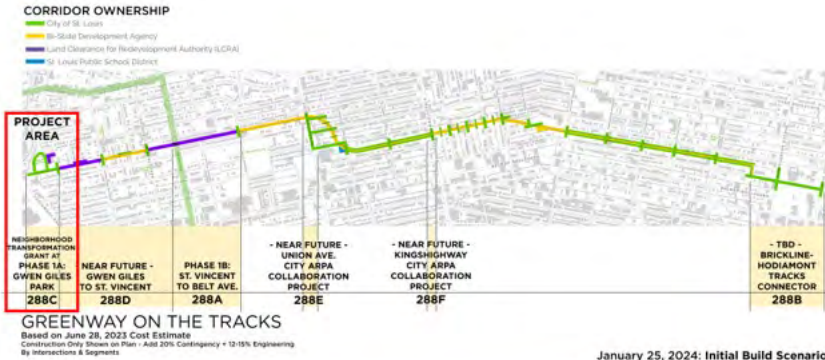 CORRIDOR OWNERSHIP
City of St. Louis
Bi-State Development Agency
Land Clearance for Redevelopment Authority (LCRA)
St. Louis Public School District
PROJECT
AREA
NEIGHBORHOOD
TRANSFORMATION
GRANT AT
PHASE 1A:
GWEN GILES
PARK
288C
NEAR FUTURE -
GWEN GILES
TO ST. VINCENT
288D
PHASE 1B:
ST. VINCENT
TO BELT AVE.
288A
- NEAR FUTURE -
UNION AVE.
CITY ARPA
COLLABORATION
PROJECT
288E
- NEAR FUTURE -
KINGSHIGHWAY
CITY ARPA
COLLABORATION
PROJECT
288F
- TBD -
BRICKLINE-
HODIAMONT
TRACKS
CONNECTOR
288B
GREENWAY ON THE TRACKS
Based on June 28, 2023 Cost Estimate
Construction Only Shown on Plan - Add 20% Contingency + 12-15% Engineering
By Intersections & Segments
January 25, 2024: Initial Build Scenario